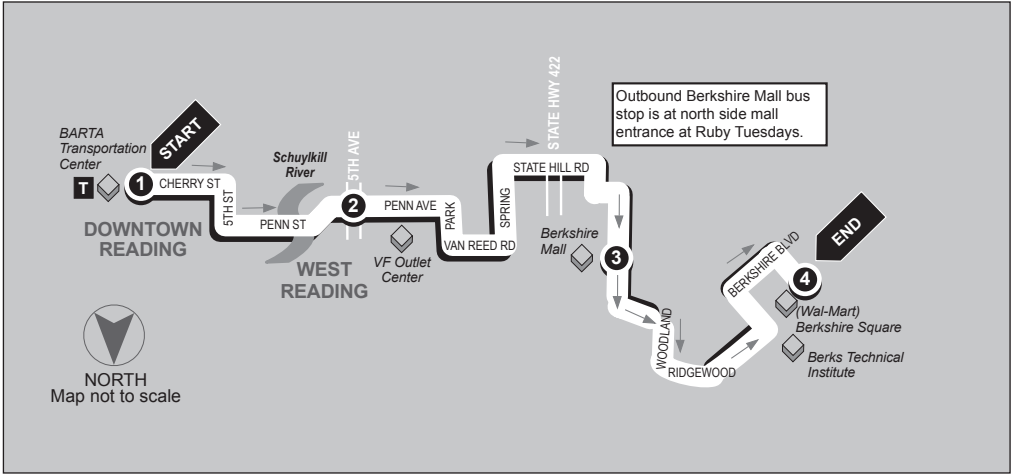 BARTA
Transportation
Center
T
START
1
CHERRY ST
5TH ST
DOWNTOWN
READING
PENN ST
Schuylkill
River
WEST
READING
5TH AVE
2
PENN AVE
VF Outlet
Center
PARK
VAN REED RD
SPRING
STATE HWY 422
STATE HILL RD
Outbound Berkshire Mall bus
stop is at north side mall
entrance at Ruby Tuesdays.
Berkshire
Mall
3
WOODLAND
RIDGEWOOD
BERKSHIRE BLVD
END
4
(Wal-Mart)
Berkshire Square
Berks Technical
Institute
NORTH
Map not to scale